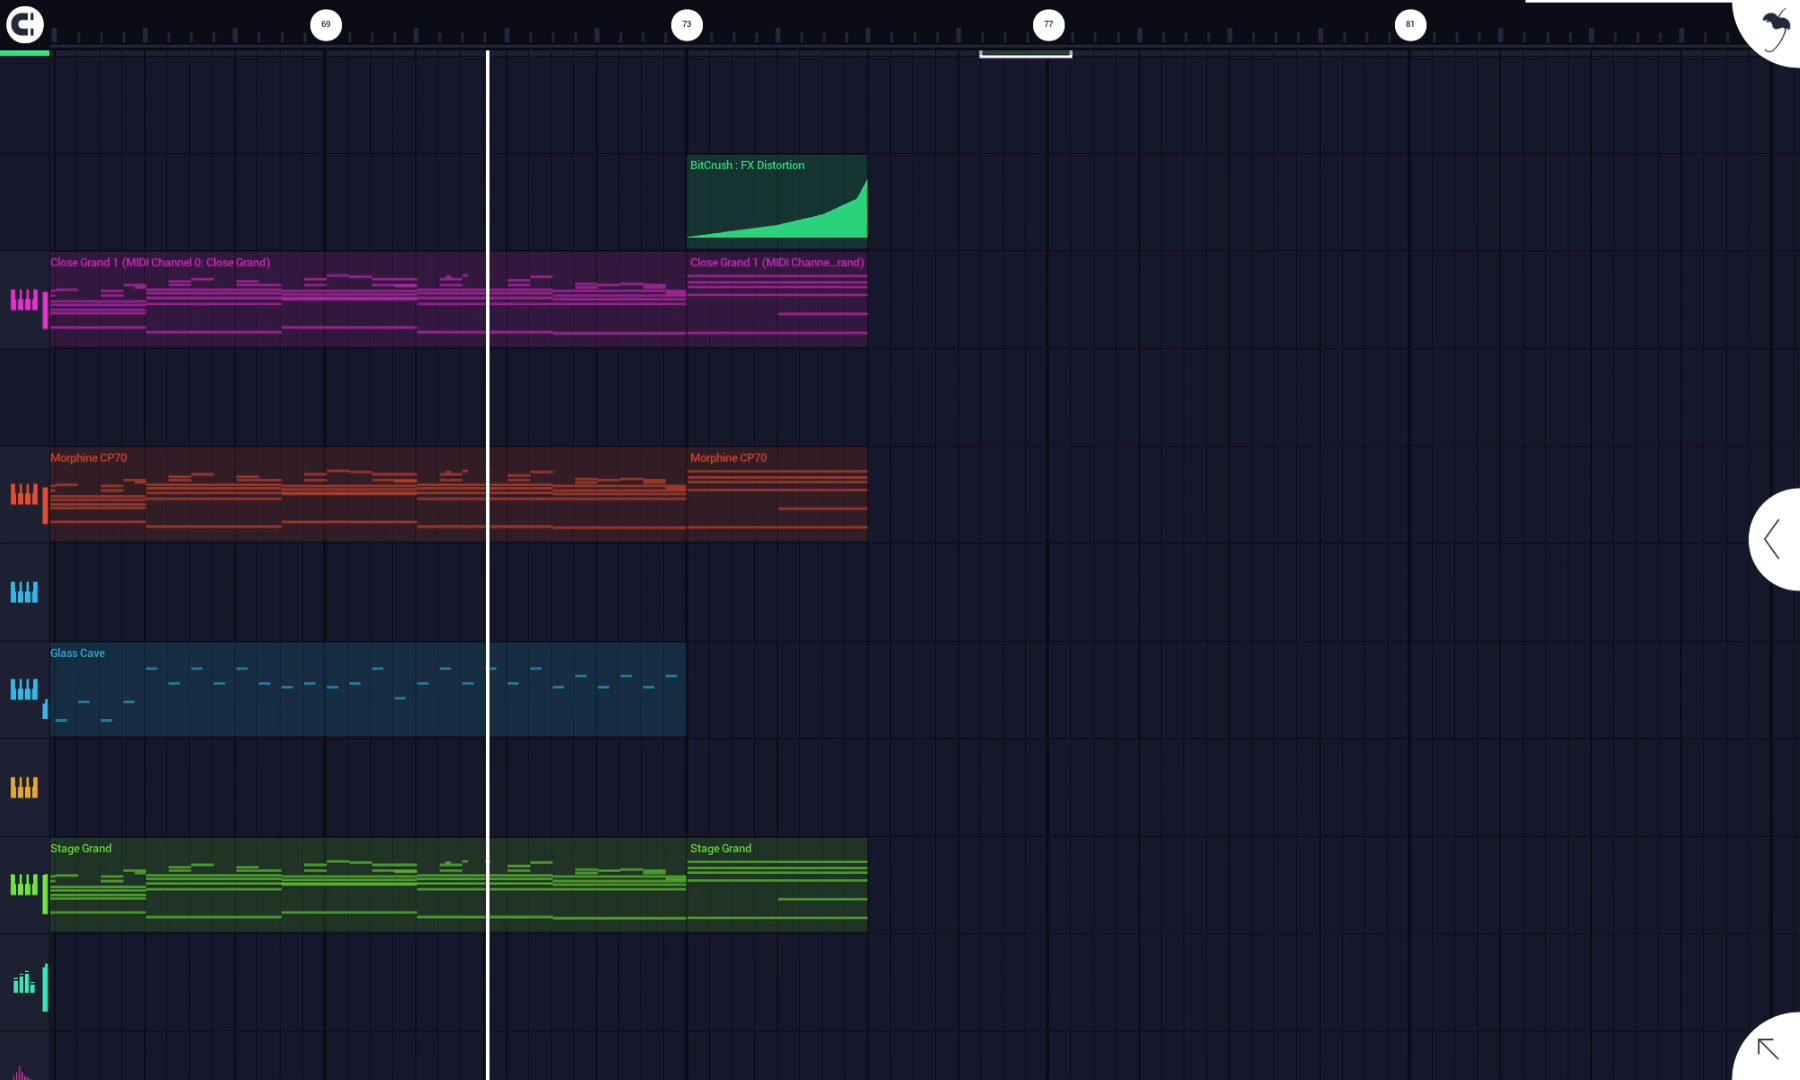 69
73
77
81
BitCrush : FX Distortion
Close Grand 1 (MIDI Channel 0: Close Grand)
Close Grand 1 (MIDI Channe...rand)
Morphine CP70
Morphine CP70
Glass Cave
Stage Grand
Stage Grand